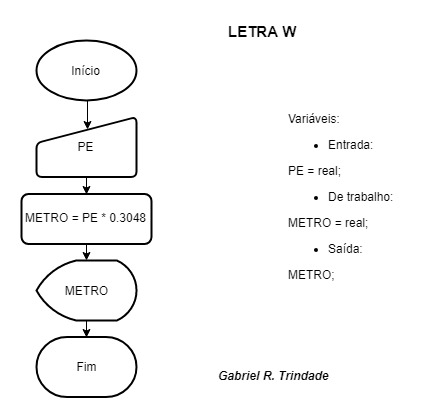 LETRA W
Início
PE
METRO = PE * 0.3048
METRO
Fim
Variáveis:
• Entrada:
PE = real;
• De trabalho:
METRO = real;
• Saída:
METRO;
Gabriel R. Trindade